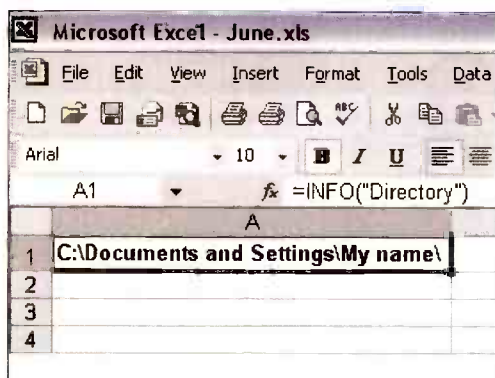 Microsoft Excel - June.xls
File Edit View Insert Format Tools Data
ABC
Arial 10 B I U
A1 fx =INFO("Directory")
A
1 C:\Documents and Settings\My name\
2
3
4